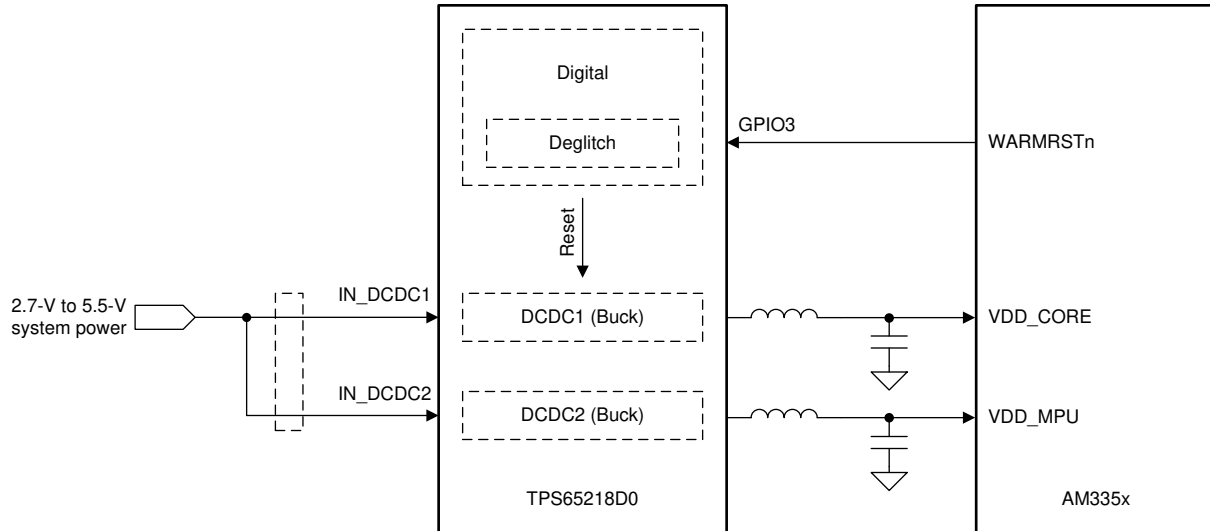 Digital
Deglitch
GPIO3
WARMRSTn
Reset
2.7-V to 5.5-V
system power
IN_DCDC1
DCDC1 (Buck)
VDD_CORE
IN_DCDC2
DCDC2 (Buck)
VDD_MPU
TPS65218D0
AM335x